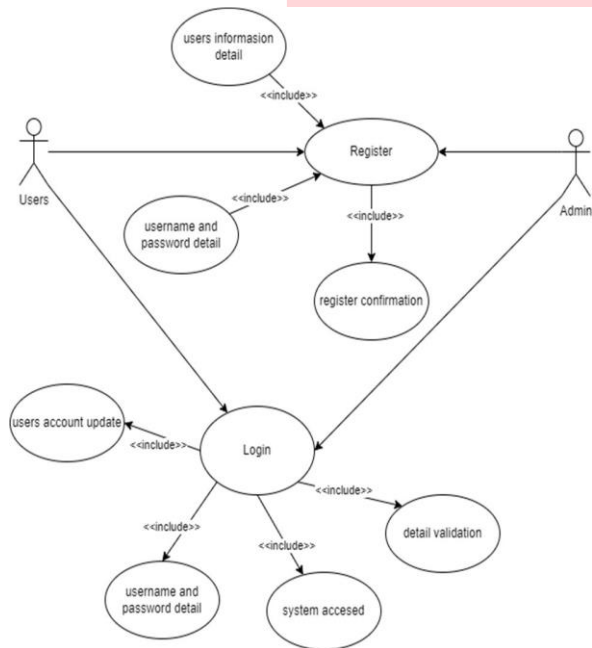 users informasion
detail
<<include>>
Register
Users
Admin
<<include>>
<<include>>
username and
password detail
register confirmation
users account update
<<include>>
Login
<<include>>
<<include>>
<<include>>
detail validation
username and
password detail
system accesed